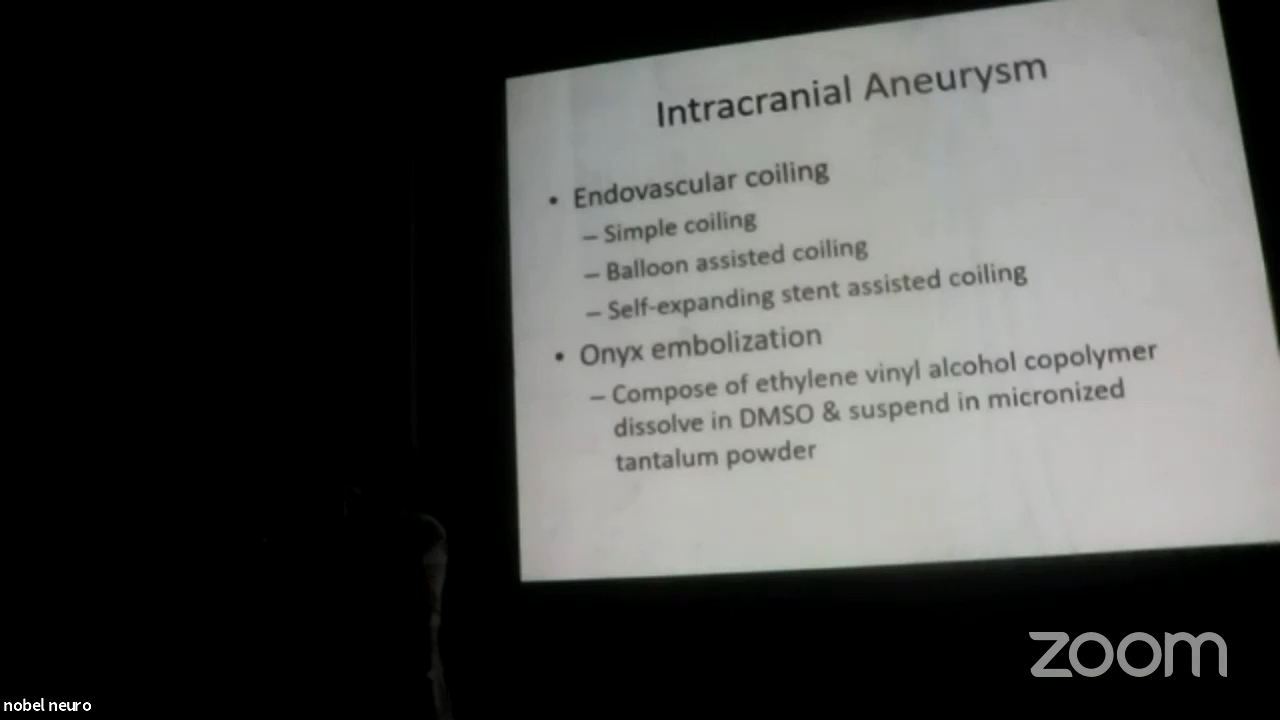 Intracranial Aneurysm
• Endovascular coiling
– Simple coiling
– Balloon assisted coiling
– Self-expanding stent assisted coiling
• Onyx embolization
– Compose of ethylene vinyl alcohol copolymer
dissolve in DMSO & suspend in micronized
tantalum powder
zoom
nobel neuro